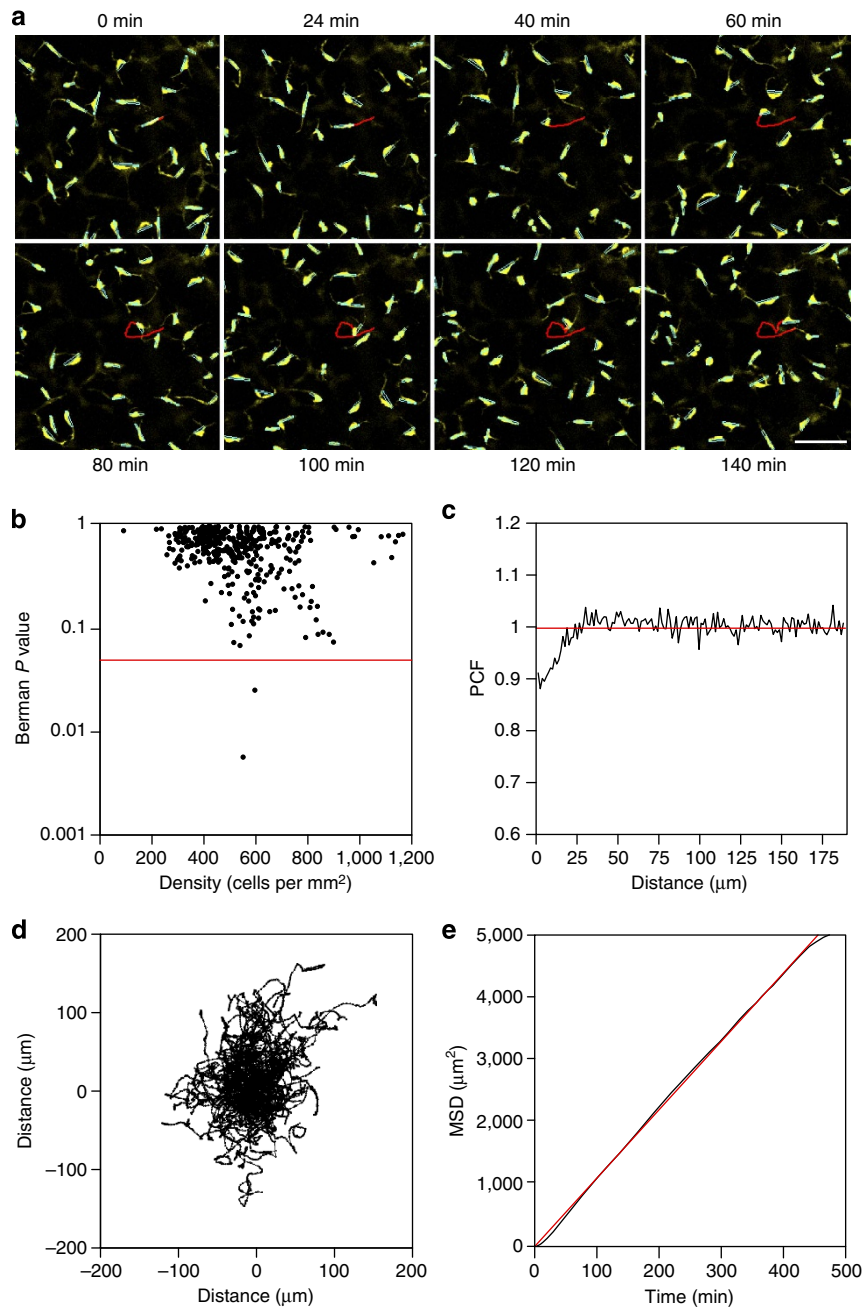 a
0 min 24 min 40 min 60 min
80 min 100 min 120 min 140 min
b
1
0.1
0.01
0.001
Berman P value
0 200 400 600 800 1,000 1,200
Density (cells per mm²)
c
1.2
1.1
1
0.9
0.8
0.7
0.6
PCF
0 25 50 75 100 125 150 175
Distance (μm)
d
200
100
0
−100
−200
Distance (μm)
−200 −100 0 100 200
Distance (μm)
e
5,000
4,000
3,000
2,000
1,000
0
MSD (μm²)
0 100 200 300 400 500
Time (min)